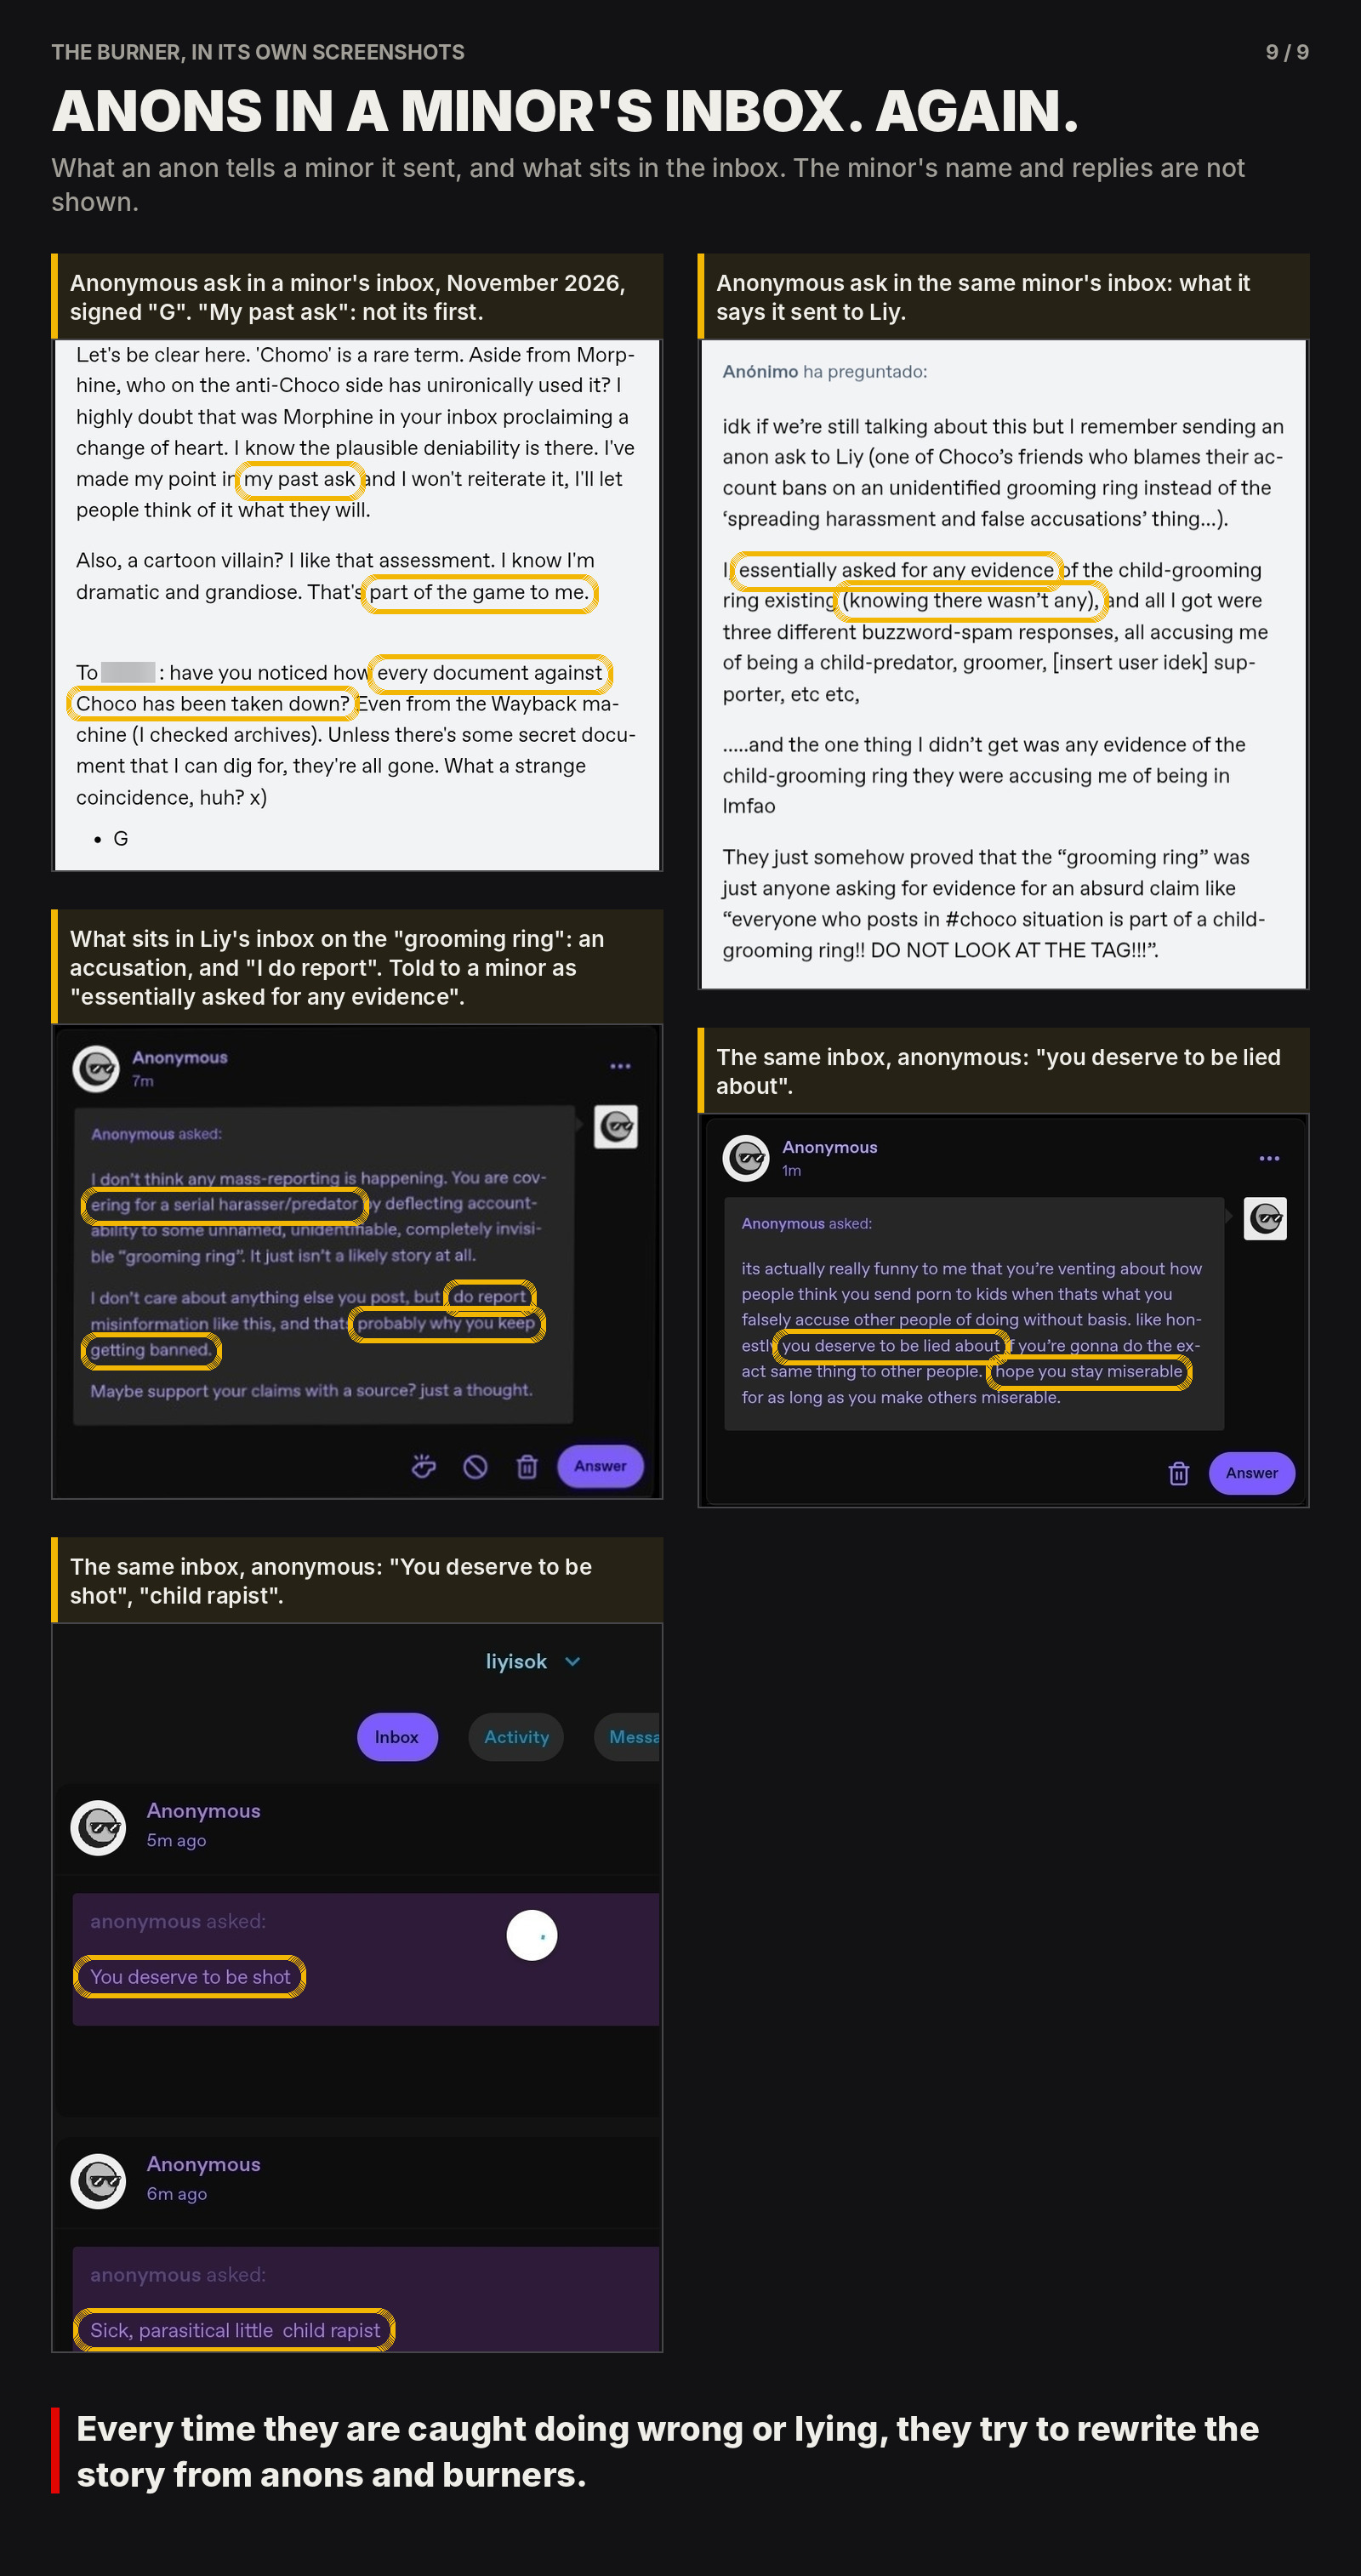 THE BURNER, IN ITS OWN SCREENSHOTS
9 / 9
ANONS IN A MINOR'S INBOX. AGAIN.
What an anon tells a minor it sent, and what sits in the inbox. The minor's name and replies are not
shown.
Anonymous ask in a minor's inbox, November 2026,
signed "G". "My past ask": not its first.
Let's be clear here. 'Chomo' is a rare term. Aside from Morp-
hine, who on the anti-Choco side has unironically used it? I
highly doubt that was Morphine in your inbox proclaiming a
change of heart. I know the plausible deniability is there. I've
made my point in my past ask and I won't reiterate it, I'll let
people think of it what they will.
Also, a cartoon villain? I like that assessment. I know I'm
dramatic and grandiose. That's part of the game to me.
To : have you noticed how every document against
Choco has been taken down? Even from the Wayback ma-
chine (I checked archives). Unless there's some secret docu-
ment that I can dig for, they're all gone. What a strange
coincidence, huh? x)
• G
Anonymous ask in the same minor's inbox: what it
says it sent to Liy.
Anónimo ha preguntado:
idk if we're still talking about this but I remember sending an
anon ask to Liy (one of Choco's friends who blames their ac-
count bans on an unidentified grooming ring instead of the
‘spreading harassment and false accusations’ thing...).
I essentially asked for any evidence of the child-grooming
ring existing (knowing there wasn't any), and all I got were
three different buzzword-spam responses, all accusing me
of being a child-predator, groomer, [insert user idek] sup-
porter, etc etc,
.....and the one thing I didn't get was any evidence of the
child-grooming ring they were accusing me of being in
lmfao
They just somehow proved that the “grooming ring” was
just anyone asking for evidence for an absurd claim like
“everyone who posts in #choco situation is part of a child-
grooming ring!! DO NOT LOOK AT THE TAG!!!”.
What sits in Liy's inbox on the "grooming ring": an
accusation, and "I do report". Told to a minor as
"essentially asked for any evidence".
Anonymous
7m
Anonymous asked:
I don't think any mass-reporting is happening. You are cov-
ering for a serial harasser/predator by deflecting account-
ability to some unnamed, unidentifiable, completely invisi-
ble “grooming ring”. It just isn't a likely story at all.
I don't care about anything else you post, but I do report
misinformation like this, and thats probably why you keep
getting banned.
Maybe support your claims with a source? just a thought.
Answer
The same inbox, anonymous: "you deserve to be lied
about".
Anonymous
1m
Anonymous asked:
its actually really funny to me that you're venting about how
people think you send porn to kids when thats what you
falsely accuse other people of doing without basis. like hon-
estly you deserve to be lied about if you're gonna do the ex-
act same thing to other people. hope you stay miserable
for as long as you make others miserable.
Answer
The same inbox, anonymous: "You deserve to be
shot", "child rapist".
liyisok
Inbox
Activity
Messa
Anonymous
5m ago
anonymous asked:
You deserve to be shot
Anonymous
6m ago
anonymous asked:
Sick, parasitical little child rapist
Every time they are caught doing wrong or lying, they try to rewrite the
story from anons and burners.